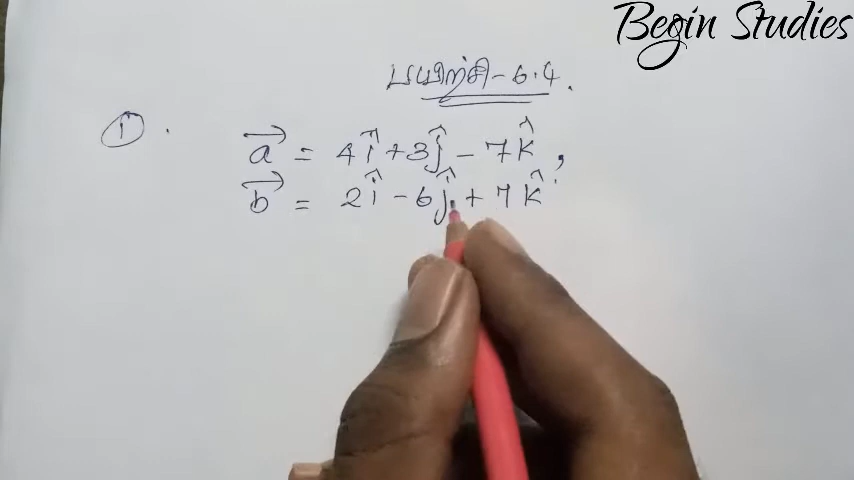 Begin Studies
பயிற்சி - 6.4.
① .
a⃗ = 4î + 3ĵ - 7k̂ ,
b⃗ = 2î - 6ĵ + 7k̂